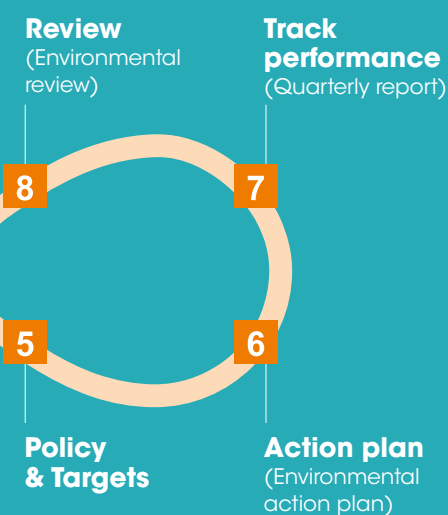 Review
(Environmental
review)
Track
performance
(Quarterly report)
8
7
5
6
Policy
& Targets
Action plan
(Environmental
action plan)